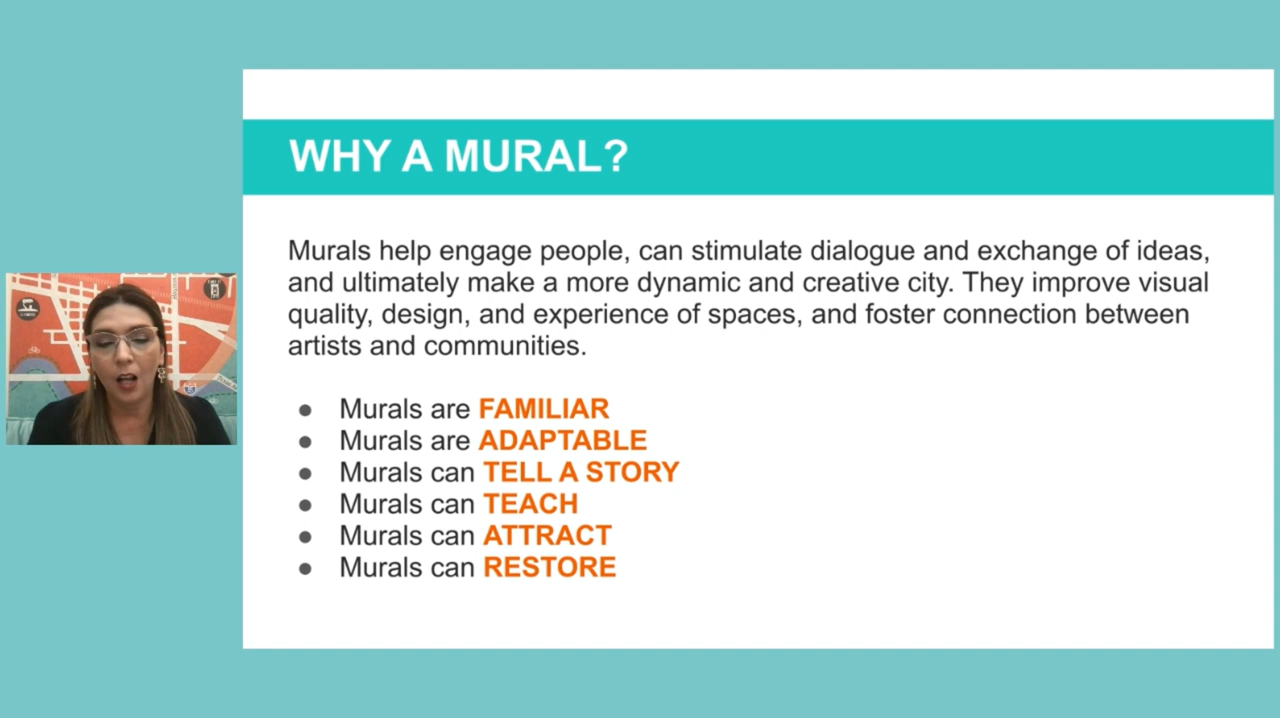 WHY A MURAL?
Murals help engage people, can stimulate dialogue and exchange of ideas,
and ultimately make a more dynamic and creative city. They improve visual
quality, design, and experience of spaces, and foster connection between
artists and communities.
● Murals are FAMILIAR
● Murals are ADAPTABLE
● Murals can TELL A STORY
● Murals can TEACH
● Murals can ATTRACT
● Murals can RESTORE